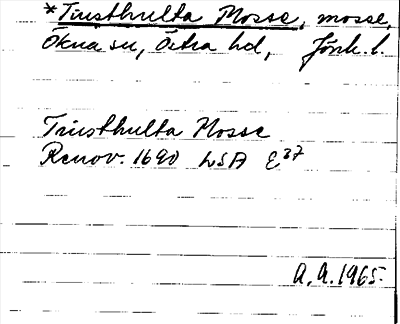 *Trusthulta Mosse, mosse,
Ökna sn, Östra hd, Jönk. l.
Trusthulta Mosse
Renov. 1690 LSA E37
A.A. 1965